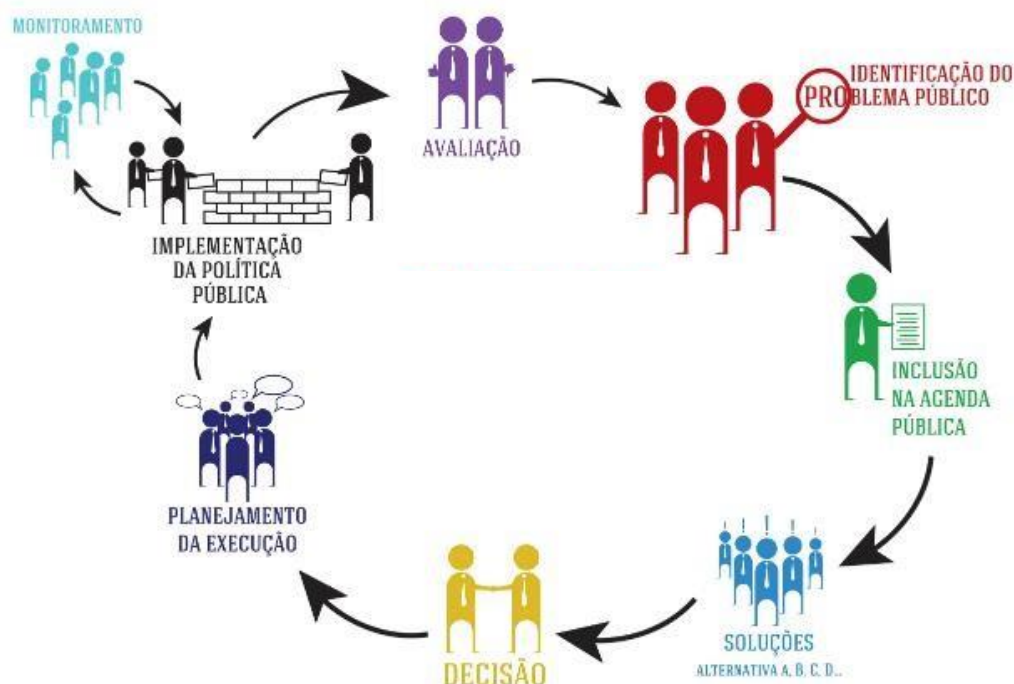 MONITORAMENTO
AVALIAÇÃO
IDENTIFICAÇÃO DO
PROBLEMA PÚBLICO
IMPLEMENTAÇÃO
DA POLÍTICA
PÚBLICA
INCLUSÃO
NA AGENDA
PÚBLICA
PLANEJAMENTO
DA EXECUÇÃO
SOLUÇÕES
ALTERNATIVA A, B, C, D...
DECISÃO